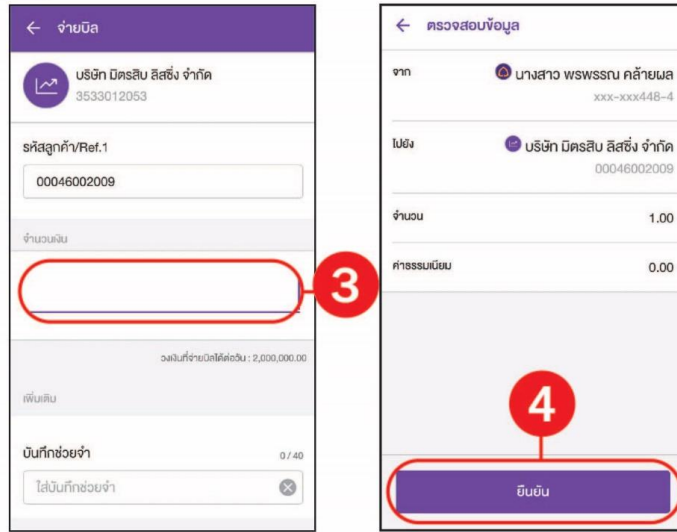 ← จ่ายบิล
บริษัท มิตรสิบ ลิสซิ่ง จำกัด
3533012053
รหัสลูกค้า/Ref.1
00046002009
จำนวนเงิน
3
วงเงินที่จ่ายบิลได้ต่อวัน : 2,000,000.00
เพิ่มเติม
บันทึกช่วยจำ 0/40
ใส่บันทึกช่วยจำ
← ตรวจสอบข้อมูล
จาก นางสาว พรพรรณ คล้ายผล
xxx-xxx448-4
ไปยัง บริษัท มิตรสิบ ลิสซิ่ง จำกัด
00046002009
จำนวน 1.00
ค่าธรรมเนียม 0.00
4
ยืนยัน